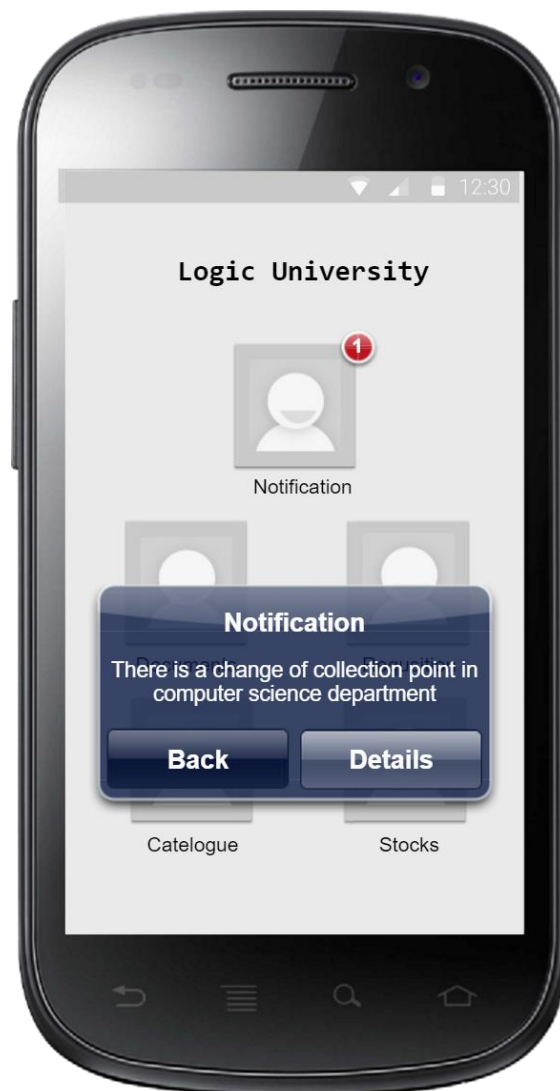 12:30
Logic University
1
Notification
Notification
There is a change of collection point in
computer science department
Back
Details
Catelogue
Stocks